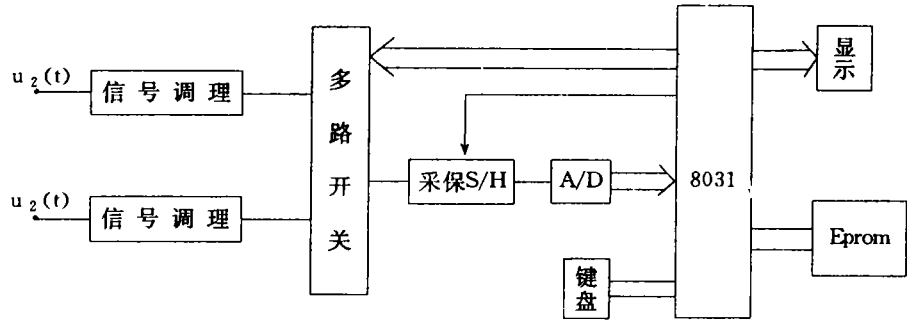 u₂(t)
信号调理
u₂(t)
信号调理
多路开关
采保S/H
A/D
8031
显示
键盘
Eprom